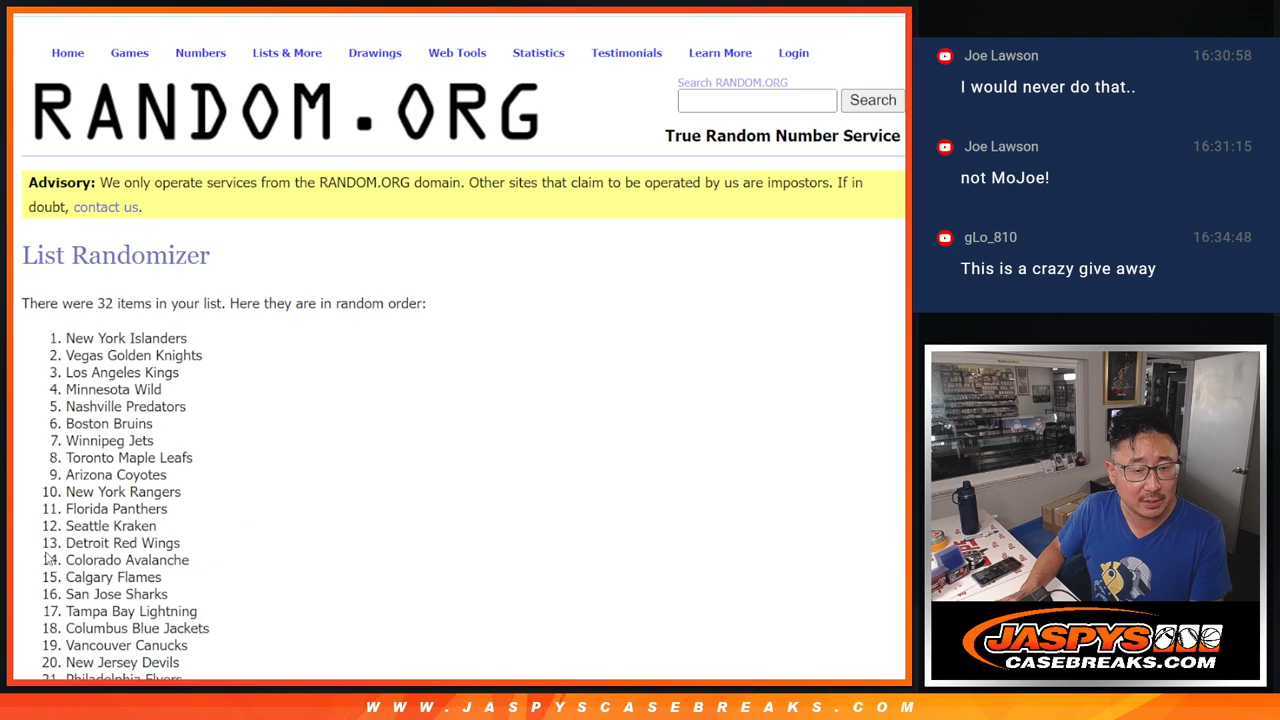 Home Games Numbers Lists & More Drawings Web Tools Statistics Testimonials Learn More Login
RANDOM.ORG
Search RANDOM.ORG
Search
True Random Number Service
Advisory: We only operate services from the RANDOM.ORG domain. Other sites that claim to be operated by us are impostors. If in
doubt, contact us.
List Randomizer
There were 32 items in your list. Here they are in random order:
1. New York Islanders
2. Vegas Golden Knights
3. Los Angeles Kings
4. Minnesota Wild
5. Nashville Predators
6. Boston Bruins
7. Winnipeg Jets
8. Toronto Maple Leafs
9. Arizona Coyotes
10. New York Rangers
11. Florida Panthers
12. Seattle Kraken
13. Detroit Red Wings
14. Colorado Avalanche
15. Calgary Flames
16. San Jose Sharks
17. Tampa Bay Lightning
18. Columbus Blue Jackets
19. Vancouver Canucks
20. New Jersey Devils
21. Philadelphia Flyers
Joe Lawson 16:30:58
I would never do that..
Joe Lawson 16:31:15
not MoJoe!
gLo_810 16:34:48
This is a crazy give away
JASPYS
CASEBREAKS.COM
WWW.JASPYSCASEBREAKS.COM